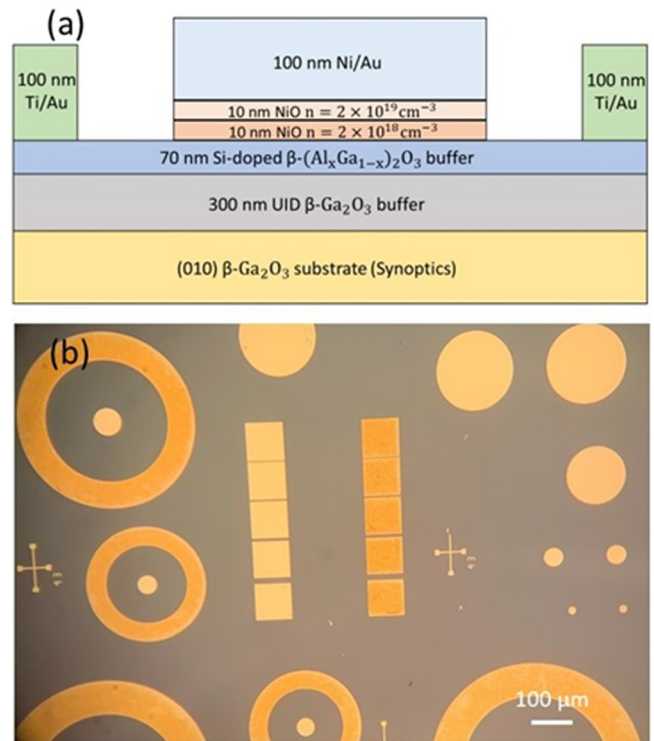 (a)
100 nm
Ti/Au
100 nm Ni/Au
100 nm
Ti/Au
10 nm NiO n = 2 × 10¹⁹cm⁻³
10 nm NiO n = 2 × 10¹⁸cm⁻³
70 nm Si-doped β-(AlₓGa₁₋ₓ)₂O₃ buffer
300 nm UID β-Ga₂O₃ buffer
(010) β-Ga₂O₃ substrate (Synoptics)
(b)
100 μm